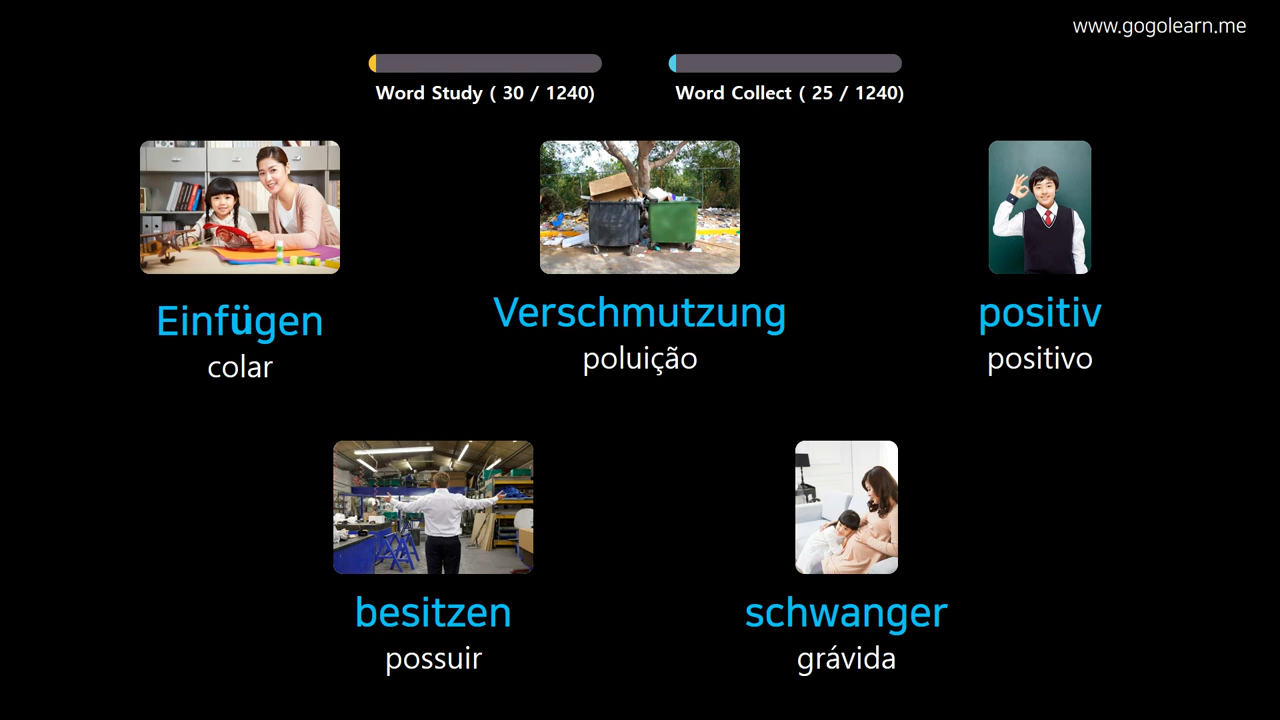 www.gogolearn.me
Word Study ( 30 / 1240)
Word Collect ( 25 / 1240)
Einfügen
colar
Verschmutzung
poluição
positiv
positivo
besitzen
possuir
schwanger
grávida